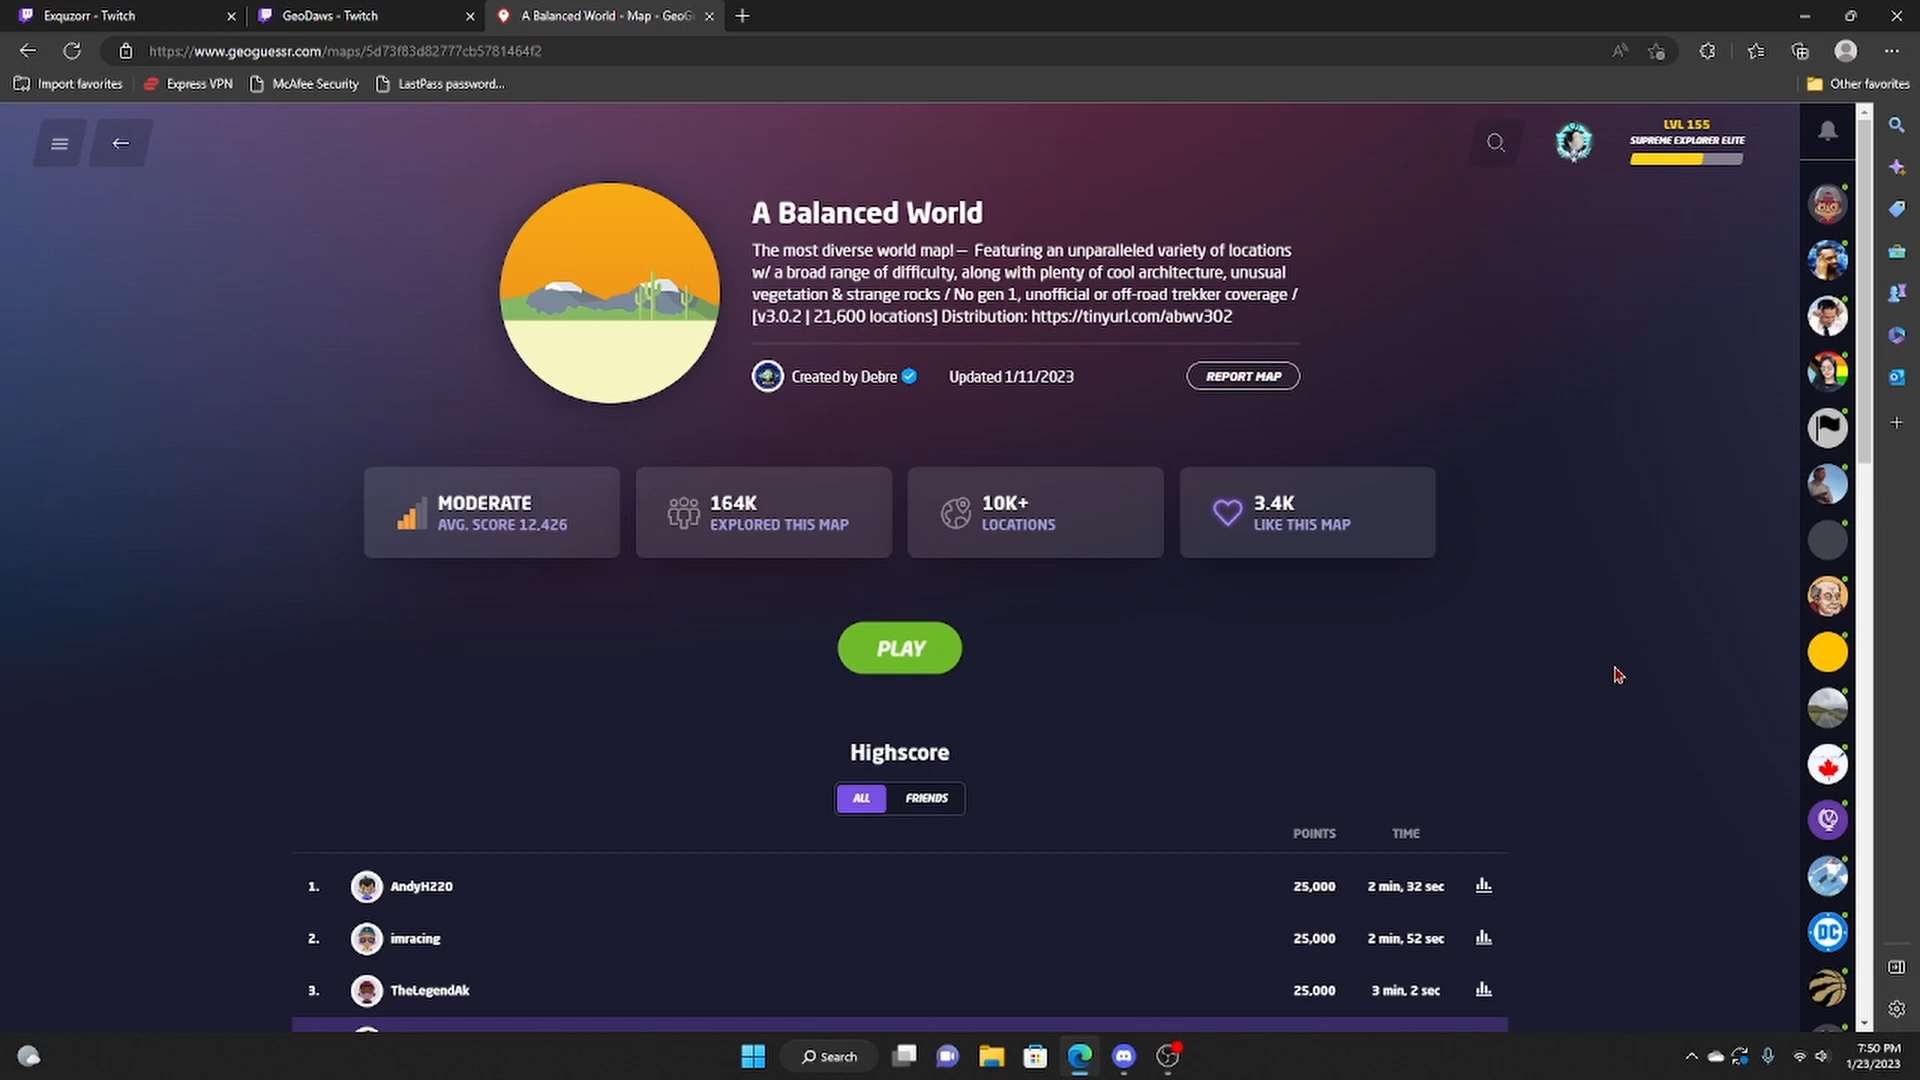 Exquzorr - Twitch
GeoDaws - Twitch
A Balanced World - Map - GeoG
https://www.geoguessr.com/maps/5d73f83d82777cb5781464f2
Import favorites
Express VPN
McAfee Security
LastPass password...
Other favorites
LVL 155
SUPREME EXPLORER ELITE
A Balanced World
The most diverse world map! — Featuring an unparalleled variety of locations
w/ a broad range of difficulty, along with plenty of cool architecture, unusual
vegetation & strange rocks / No gen 1, unofficial or off-road trekker coverage /
[v3.0.2 | 21,600 locations] Distribution: https://tinyurl.com/abwv302
Created by Debre
Updated 1/11/2023
REPORT MAP
MODERATE
AVG. SCORE 12,426
164K
EXPLORED THIS MAP
10K+
LOCATIONS
3.4K
LIKE THIS MAP
PLAY
Highscore
ALL
FRIENDS
POINTS
TIME
1. AndyH220 25,000 2 min, 32 sec
2. imracing 25,000 2 min, 52 sec
3. TheLegendAk 25,000 3 min, 2 sec
DC
Search
7:50 PM
1/23/2023